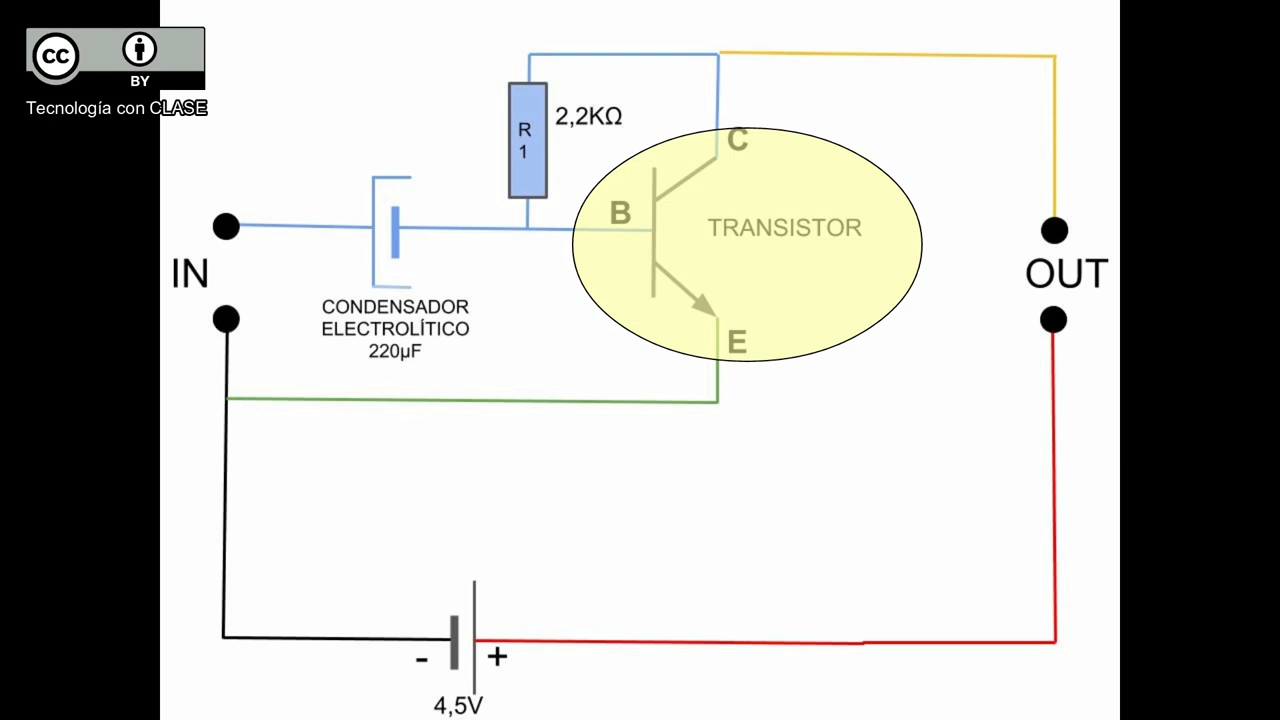 cc
BY
Tecnología con CLASE
R
1
2,2KΩ
C
B
TRANSISTOR
IN
OUT
CONDENSADOR
ELECTROLÍTICO
220µF
E
-
+
4,5V